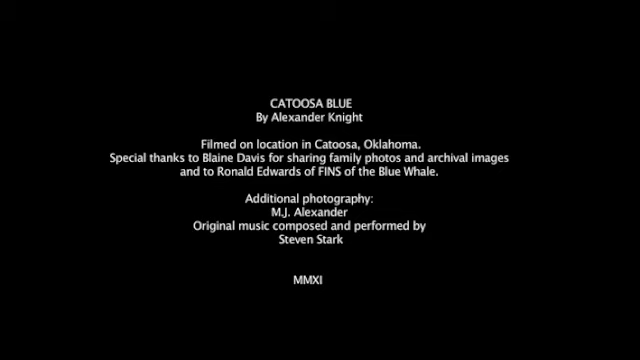 CATOOSA BLUE
By Alexander Knight
Filmed on location in Catoosa, Oklahoma.
Special thanks to Blaine Davis for sharing family photos and archival images
and to Ronald Edwards of FINS of the Blue Whale.
Additional photography:
M.J. Alexander
Original music composed and performed by
Steven Stark
MMXI